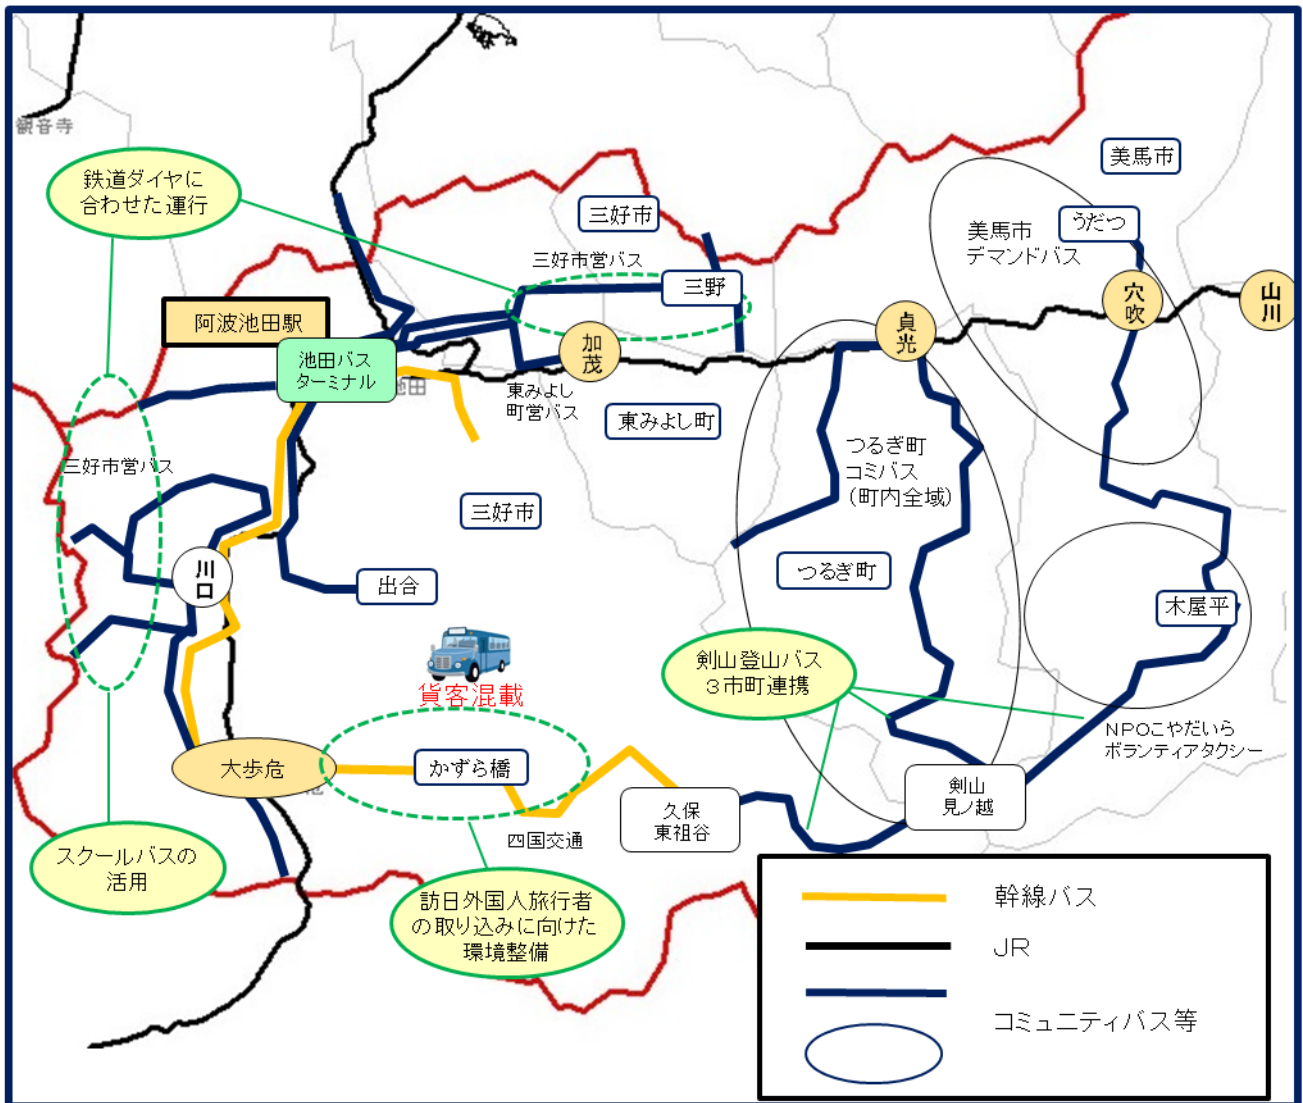 観音寺
鉄道ダイヤに
合わせた運行
美馬市
三好市
うだつ
美馬市
デマンドバス
三好市営バス
三野
穴吹
山川
阿波池田駅
貞光
加茂
池田バス
ターミナル
池田
東みよし
町営バス
東みよし町
つるぎ町
コミバス
（町内全域）
三好市営バス
三好市
川口
出合
つるぎ町
木屋平
剣山登山バス
３市町連携
貨客混載
NPOこやだいら
ボランティアタクシー
大歩危
かずら橋
剣山
見ノ越
久保
東祖谷
四国交通
スクールバスの
活用
訪日外国人旅行者
の取り込みに向けた
環境整備
幹線バス
JR
コミュニティバス等